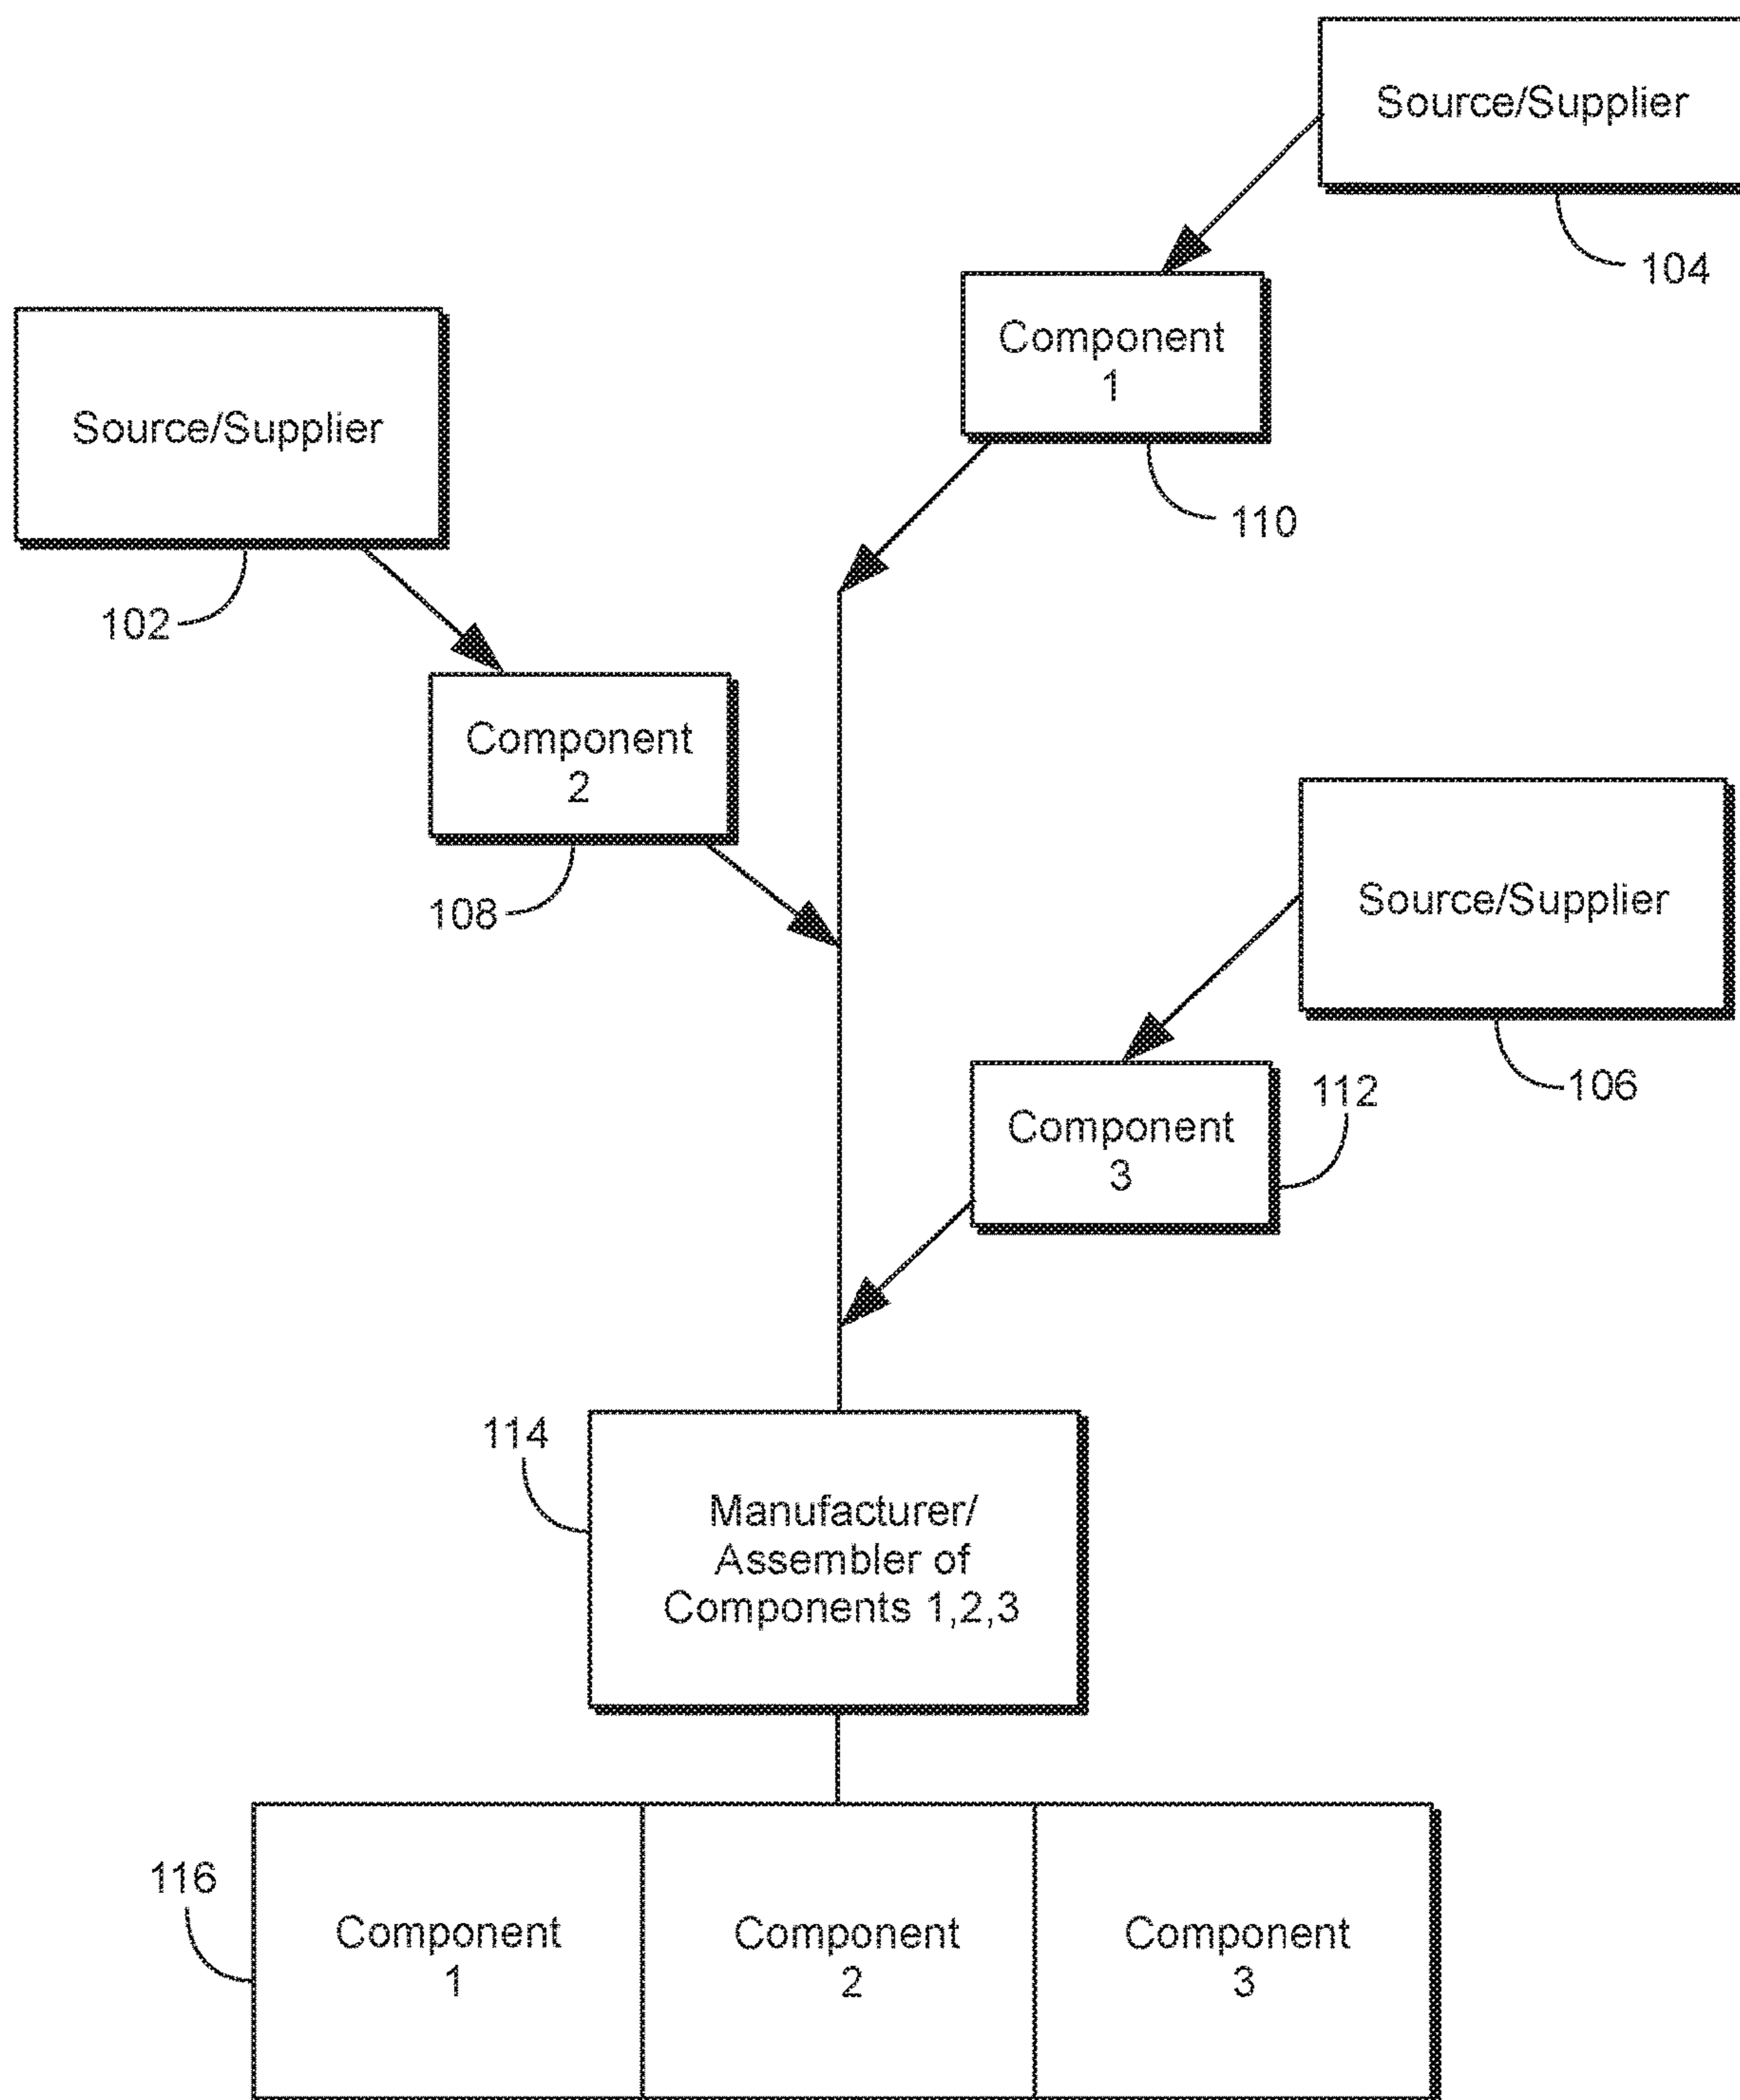 Source/Supplier
104
Component
1
110
Source/Supplier
102
Component
2
108
Source/Supplier
106
Component
3
112
114
Manufacturer/
Assembler of
Components 1,2,3
116
Component
1
Component
2
Component
3